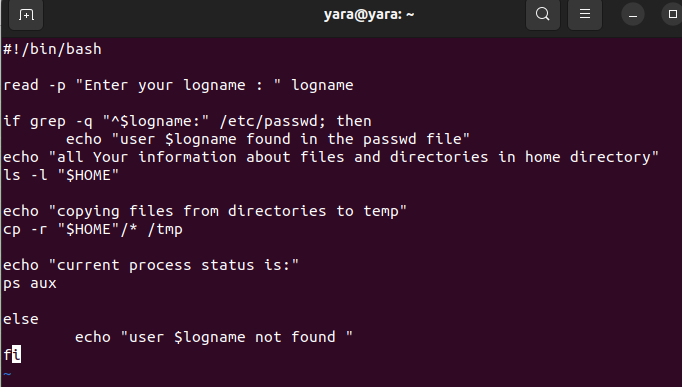 yara@yara: ~
#!/bin/bash
read -p "Enter your logname : " logname
if grep -q "^$logname:" /etc/passwd; then
echo "user $logname found in the passwd file"
echo "all Your information about files and directories in home directory"
ls -l "$HOME"
echo "copying files from directories to temp"
cp -r "$HOME"/* /tmp
echo "current process status is:"
ps aux
else
echo "user $logname not found "
fi
~